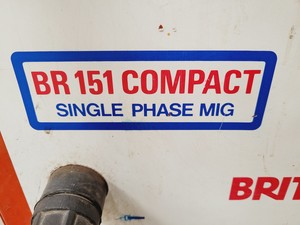 BR 151 COMPACT
SINGLE PHASE MIG
BRIT